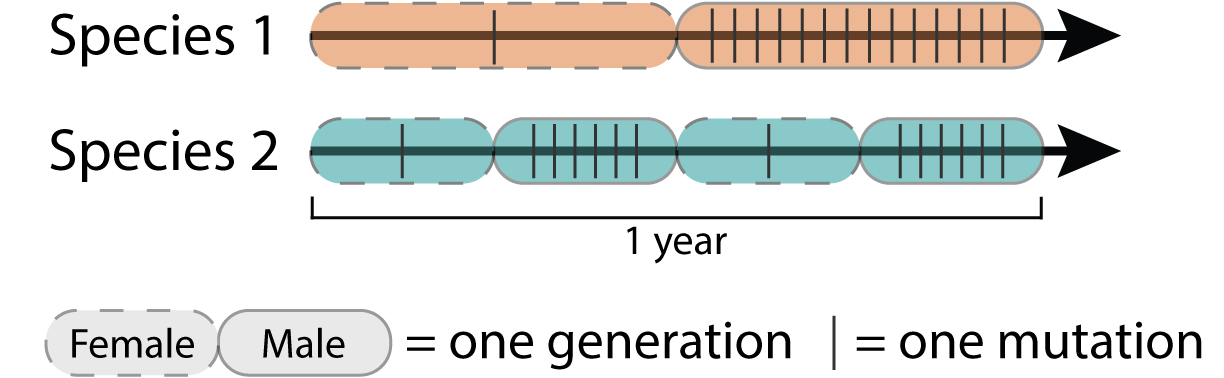 Species 1
Species 2
1 year
Female Male = one generation | = one mutation